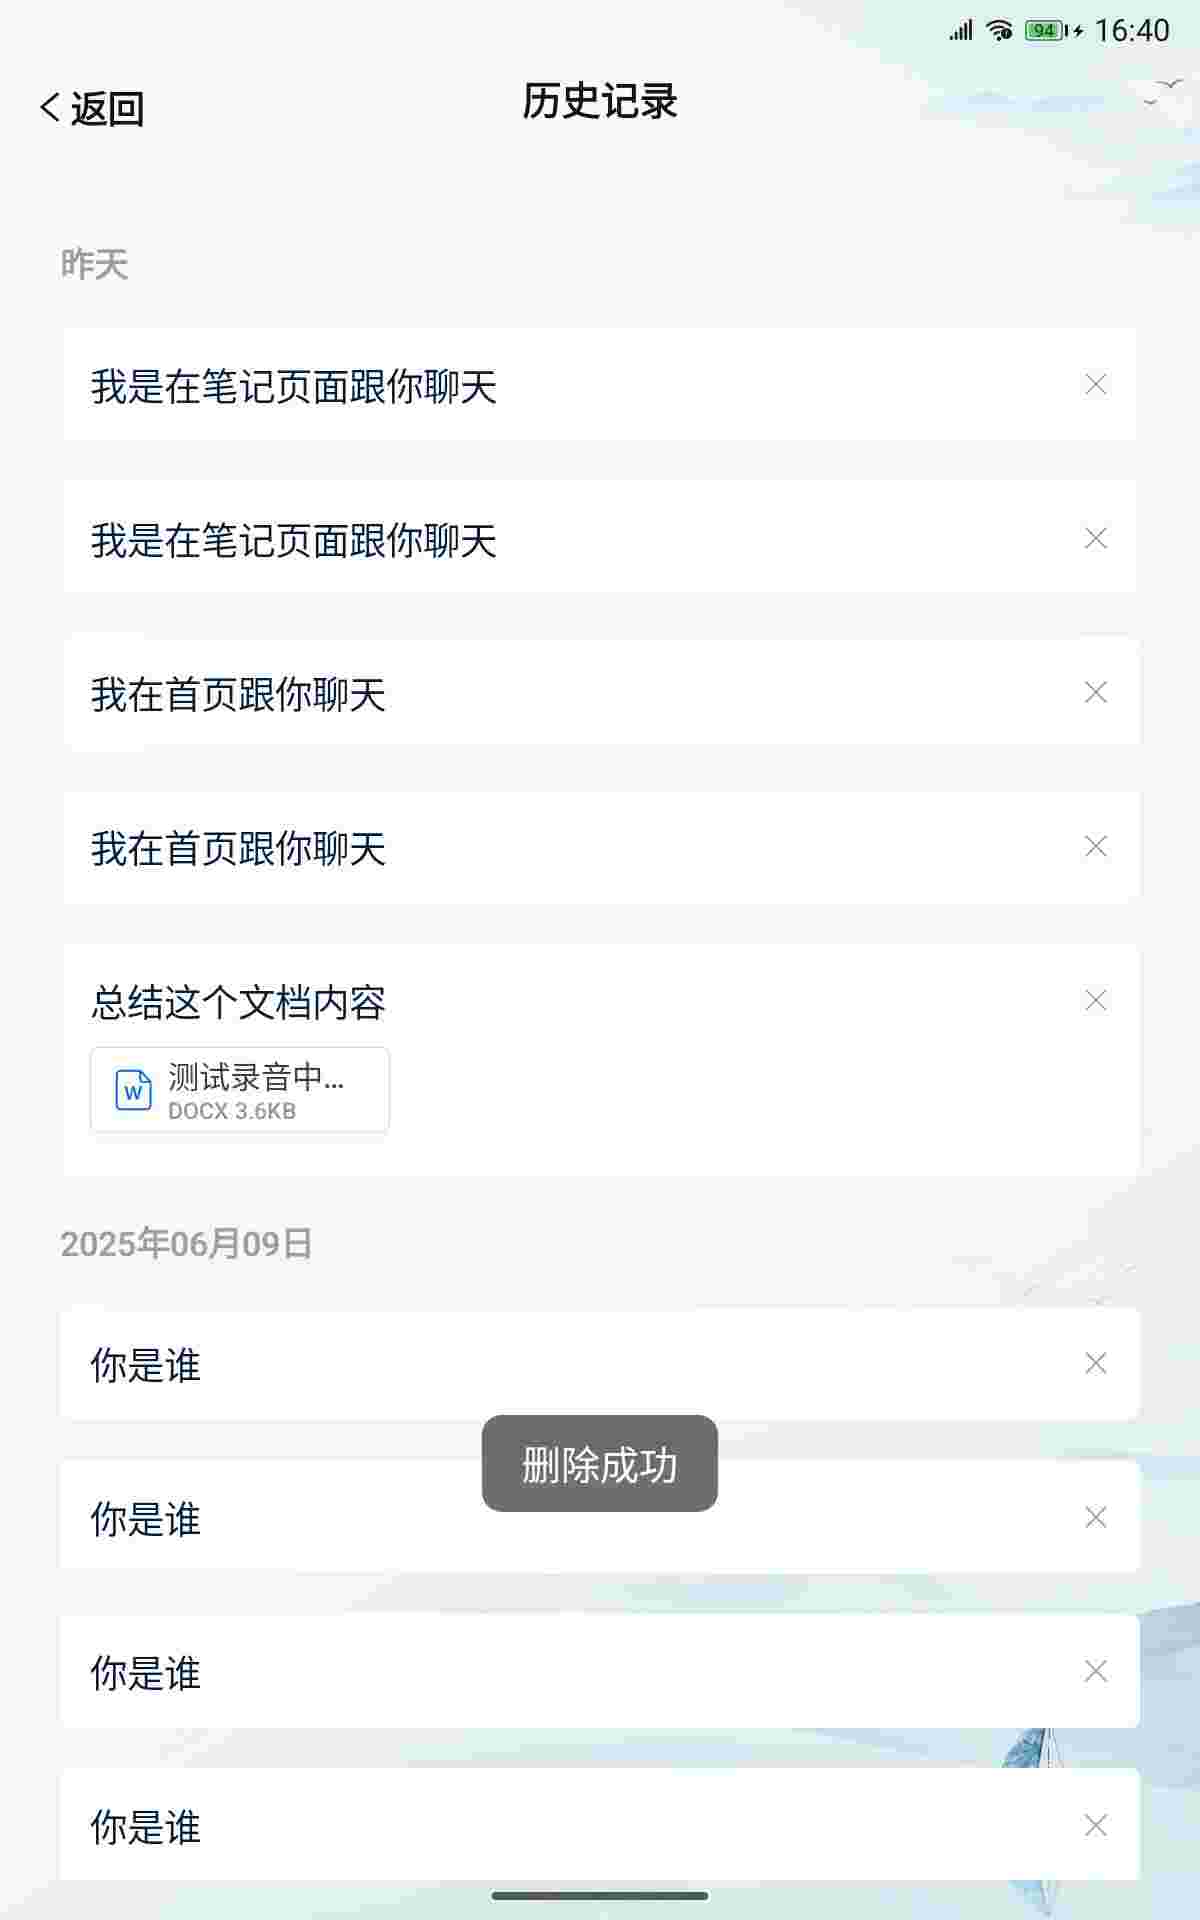 94 16:40
返回
历史记录
昨天
我是在笔记页面跟你聊天
我是在笔记页面跟你聊天
我在首页跟你聊天
我在首页跟你聊天
总结这个文档内容
W
测试录音中...
DOCX 3.6KB
2025年06月09日
你是谁
删除成功
你是谁
你是谁
你是谁